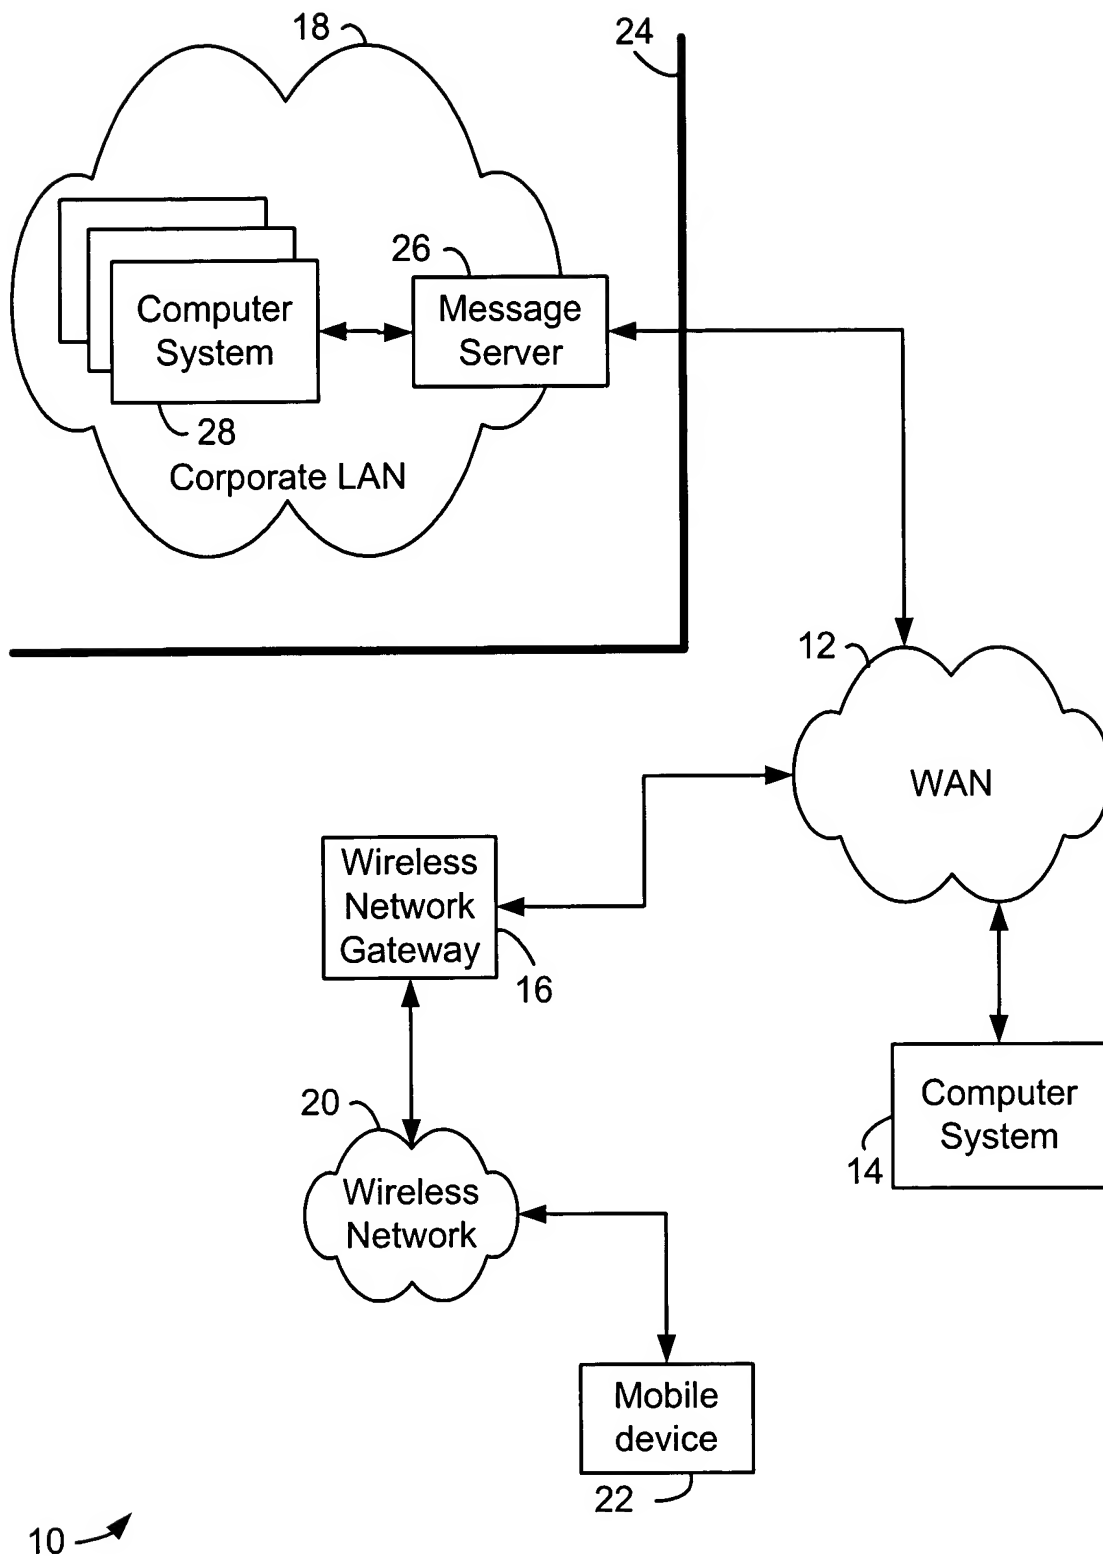 18
24
26
Computer
System
Message
Server
28
Corporate LAN
12
WAN
Wireless
Network
Gateway
16
20
Wireless
Network
Computer
System
14
Mobile
device
22
10